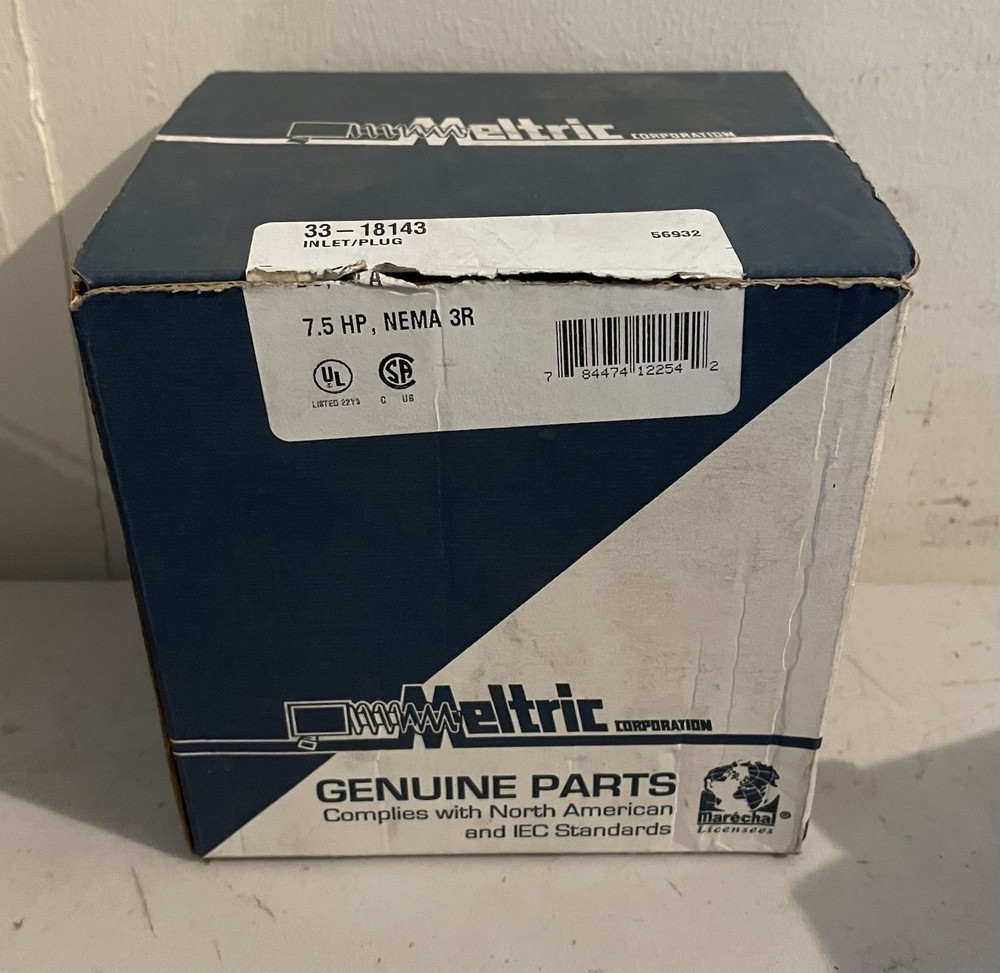 Meltric CORPORATION
33-18143
INLET/PLUG
56932
7.5 HP, NEMA 3R
UL
SA
LISTED 22Y3
C US
7 84474 12254 2
Meltric CORPORATION
GENUINE PARTS
Complies with North American
and IEC Standards
Maréchal ®
Licensees